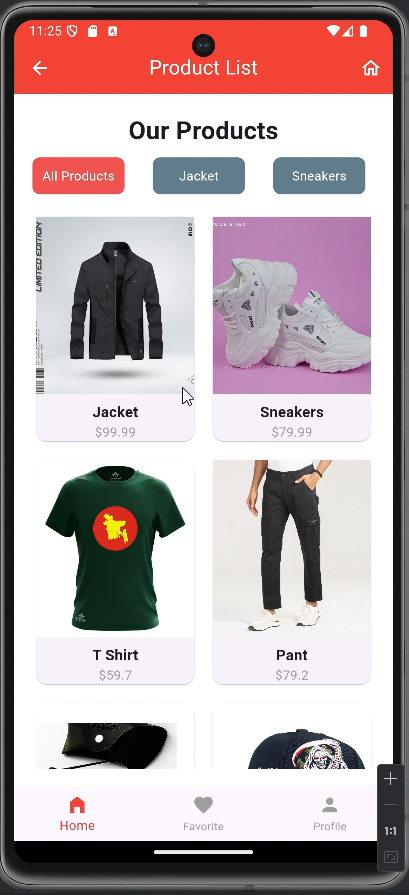 11:25
Product List
Our Products
All Products
Jacket
Sneakers
LIMITED EDITION
Jacket
$99.99
Sneakers
$79.99
T Shirt
$59.7
Pant
$79.2
Home
Favorite
Profile
1:1